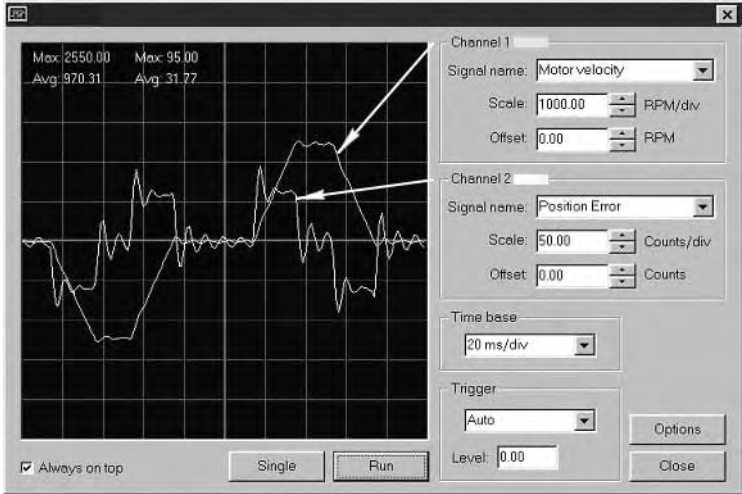 Max: 2550.00 Max: 95.00
Avg: 970.31 Avg: 31.77
Channel 1
Signal name: Motor velocity
Scale: 1000.00 RPM/div
Offset: 0.00 RPM
Channel 2
Signal name: Position Error
Scale: 50.00 Counts/div
Offset: 0.00 Counts
Time base
20 ms/div
Trigger
Auto
Level: 0.00
Options
Close
Always on top
Single
Run